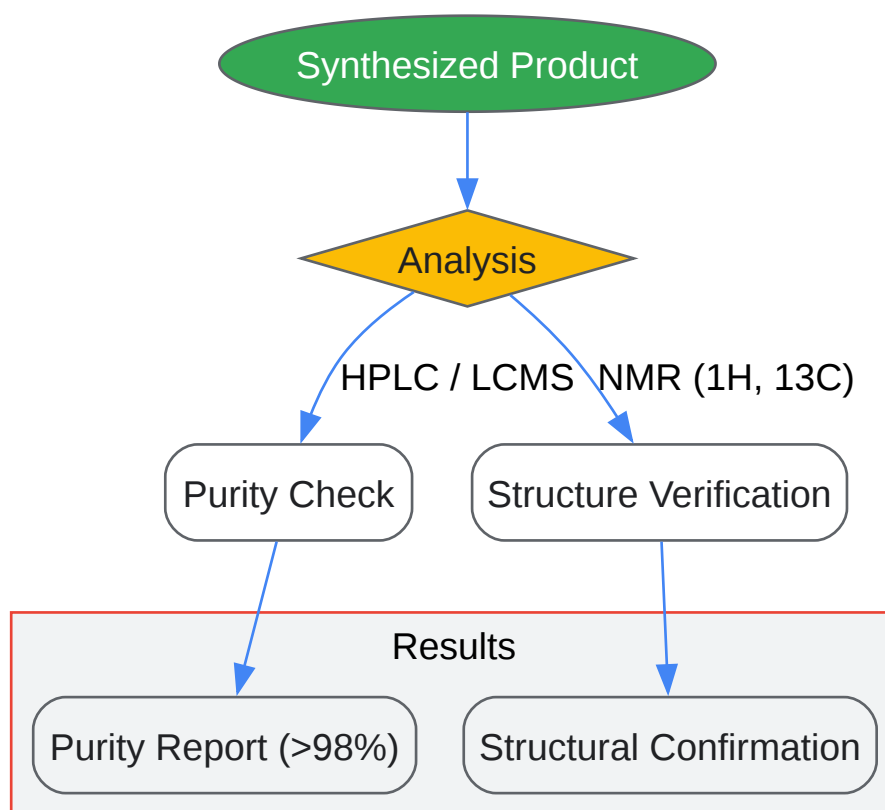 Synthesized Product
Analysis
HPLC / LCMS
NMR (1H, 13C)
Purity Check
Structure Verification
Results
Purity Report (>98%)
Structural Confirmation